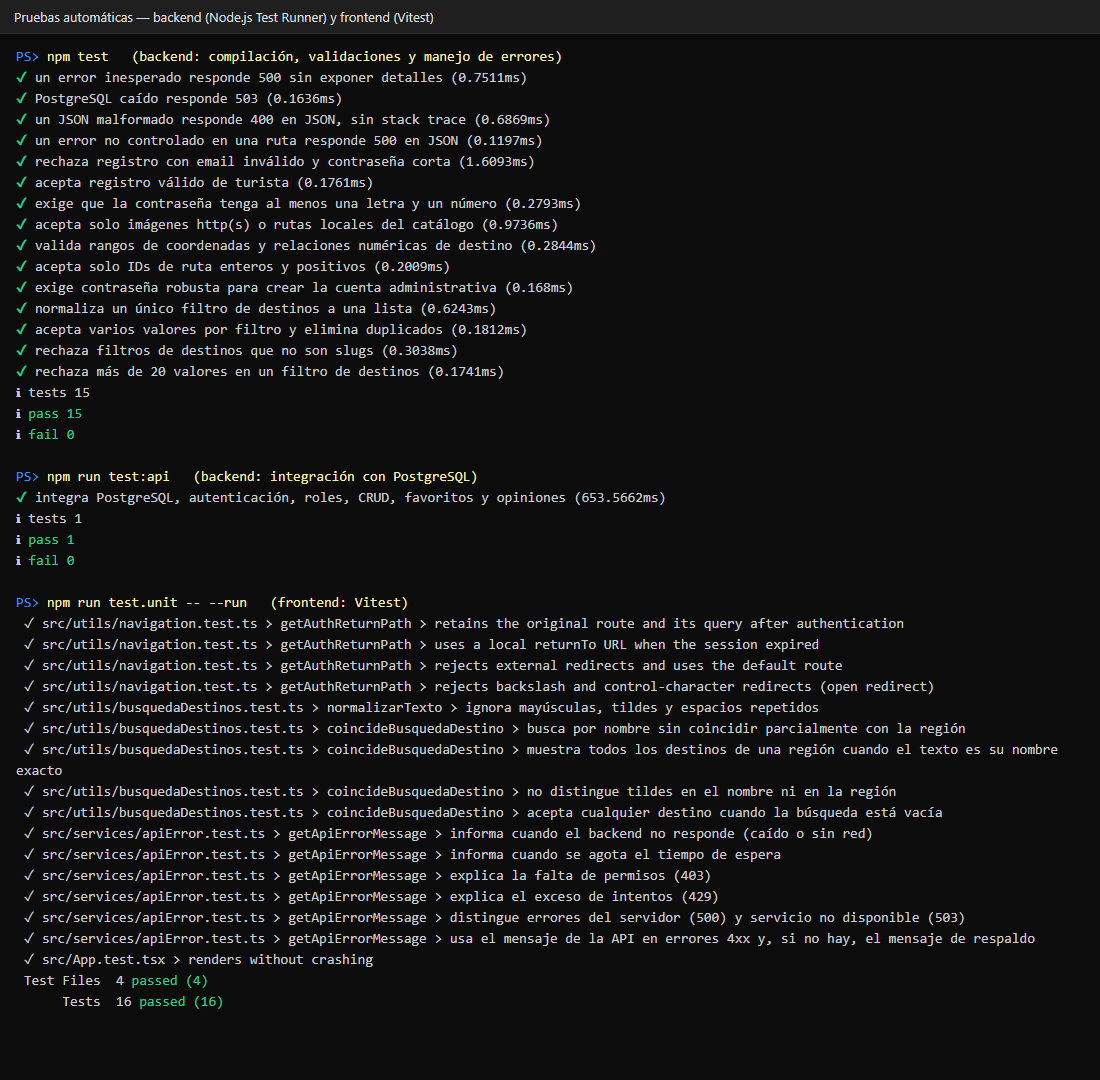 Pruebas automáticas — backend (Node.js Test Runner) y frontend (Vitest)
PS> npm test   (backend: compilación, validaciones y manejo de errores)
✓ un error inesperado responde 500 sin exponer detalles (0.7511ms)
✓ PostgreSQL caído responde 503 (0.1636ms)
✓ un JSON malformado responde 400 en JSON, sin stack trace (0.6869ms)
✓ un error no controlado en una ruta responde 500 en JSON (0.1197ms)
✓ rechaza registro con email inválido y contraseña corta (1.6093ms)
✓ acepta registro válido de turista (0.1761ms)
✓ exige que la contraseña tenga al menos una letra y un número (0.2793ms)
✓ acepta solo imágenes http(s) o rutas locales del catálogo (0.9736ms)
✓ valida rangos de coordenadas y relaciones numéricas de destino (0.2844ms)
✓ acepta solo IDs de ruta enteros y positivos (0.2009ms)
✓ exige contraseña robusta para crear la cuenta administrativa (0.168ms)
✓ normaliza un único filtro de destinos a una lista (0.6243ms)
✓ acepta varios valores por filtro y elimina duplicados (0.1812ms)
✓ rechaza filtros de destinos que no son slugs (0.3038ms)
✓ rechaza más de 20 valores en un filtro de destinos (0.1741ms)
ℹ tests 15
ℹ pass 15
ℹ fail 0
PS> npm run test:api   (backend: integración con PostgreSQL)
✓ integra PostgreSQL, autenticación, roles, CRUD, favoritos y opiniones (653.5662ms)
ℹ tests 1
ℹ pass 1
ℹ fail 0
PS> npm run test.unit -- --run   (frontend: Vitest)
✓ src/utils/navigation.test.ts > getAuthReturnPath > retains the original route and its query after authentication
✓ src/utils/navigation.test.ts > getAuthReturnPath > uses a local returnTo URL when the session expired
✓ src/utils/navigation.test.ts > getAuthReturnPath > rejects external redirects and uses the default route
✓ src/utils/navigation.test.ts > getAuthReturnPath > rejects backslash and control-character redirects (open redirect)
✓ src/utils/busquedaDestinos.test.ts > normalizarTexto > ignora mayúsculas, tildes y espacios repetidos
✓ src/utils/busquedaDestinos.test.ts > coincideBusquedaDestino > busca por nombre sin coincidir parcialmente con la región
✓ src/utils/busquedaDestinos.test.ts > coincideBusquedaDestino > muestra todos los destinos de una región cuando el texto es su nombre
exacto
✓ src/utils/busquedaDestinos.test.ts > coincideBusquedaDestino > no distingue tildes en el nombre ni en la región
✓ src/utils/busquedaDestinos.test.ts > coincideBusquedaDestino > acepta cualquier destino cuando la búsqueda está vacía
✓ src/services/apiError.test.ts > getApiErrorMessage > informa cuando el backend no responde (caído o sin red)
✓ src/services/apiError.test.ts > getApiErrorMessage > informa cuando se agota el tiempo de espera
✓ src/services/apiError.test.ts > getApiErrorMessage > explica la falta de permisos (403)
✓ src/services/apiError.test.ts > getApiErrorMessage > explica el exceso de intentos (429)
✓ src/services/apiError.test.ts > getApiErrorMessage > distingue errores del servidor (500) y servicio no disponible (503)
✓ src/services/apiError.test.ts > getApiErrorMessage > usa el mensaje de la API en errores 4xx y, si no hay, el mensaje de respaldo
✓ src/App.test.tsx > renders without crashing
Test Files  4 passed (4)
Tests  16 passed (16)